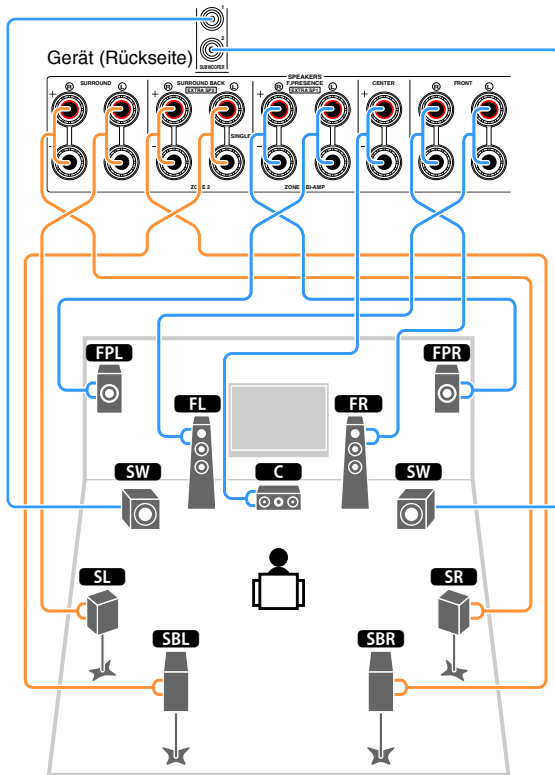 1
2
SUBWOOFER
Gerät (Rückseite)
SPEAKERS
SURROUND
SURROUND BACK
F.PRESENCE
CENTER
FRONT
R L
R EXTRA SP2 L
R EXTRA SP1 L
R L
+ + + + +
SINGLE
- - - - -
ZONE 2
ZONE
BI-AMP
FPL
FPR
FL
FR
SW
C
SW
SL
SR
SBL
SBR